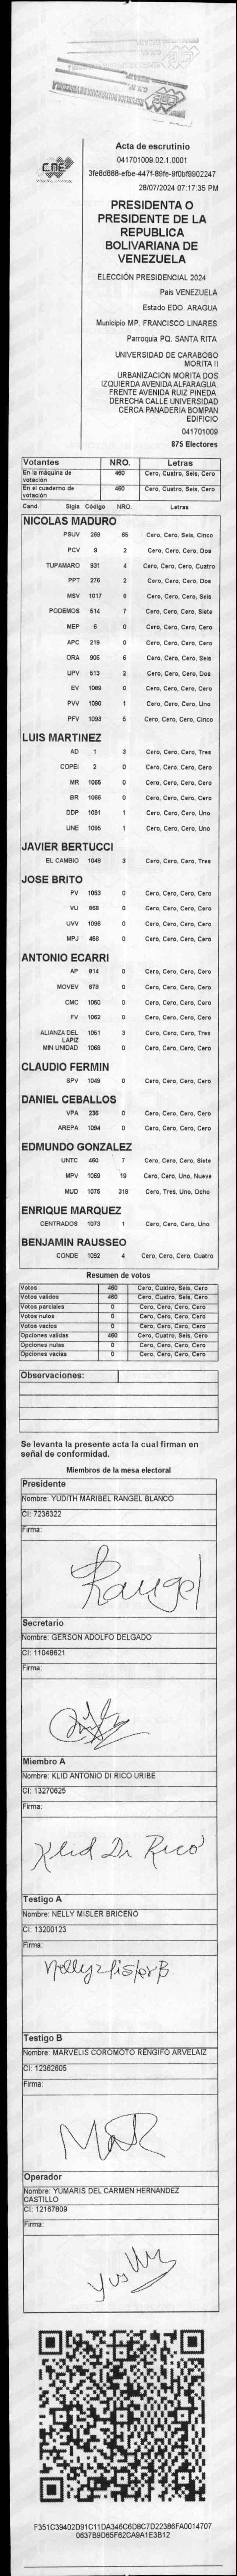 CNE
Acta de escrutinio
041701009.02.1.0001
3fe8d888-efbe-447f-89fe-9f0bf9902247
28/07/2024 07:17:35 PM
PRESIDENTA O
PRESIDENTE DE LA
REPUBLICA
BOLIVARIANA DE
VENEZUELA
ELECCIÓN PRESIDENCIAL 2024
Pais VENEZUELA
Estado EDO. ARAGUA
Municipio MP. FRANCISCO LINARES
Parroquia PQ. SANTA RITA
UNIVERSIDAD DE CARABOBO
MORITA II
URBANIZACION MORITA DOS
IZQUIERDA AVENIDA ALFARAGUA.
FRENTE AVENIDA RUIZ PINEDA.
DERECHA CALLE UNIVERSIDAD
CERCA PANADERIA BOMPAN
EDIFICIO
041701009
875 Electores
Votantes NRO. Letras
En la máquina de votación 460 Cero, Cuatro, Seis, Cero
En el cuaderno de votación 460 Cero, Cuatro, Seis, Cero
Cand. Sigla Código NRO. Letras
NICOLAS MADURO
PSUV 269 65 Cero, Cero, Seis, Cinco
PCV 9 2 Cero, Cero, Cero, Dos
TUPAMARO 931 4 Cero, Cero, Cero, Cuatro
PPT 276 2 Cero, Cero, Cero, Dos
MSV 1017 6 Cero, Cero, Cero, Seis
PODEMOS 514 7 Cero, Cero, Cero, Siete
MEP 6 0 Cero, Cero, Cero, Cero
APC 219 0 Cero, Cero, Cero, Cero
ORA 906 6 Cero, Cero, Cero, Seis
UPV 513 2 Cero, Cero, Cero, Dos
EV 1089 0 Cero, Cero, Cero, Cero
PVV 1090 1 Cero, Cero, Cero, Uno
PFV 1093 5 Cero, Cero, Cero, Cinco
LUIS MARTINEZ
AD 1 3 Cero, Cero, Cero, Tres
COPEI 2 0 Cero, Cero, Cero, Cero
MR 1065 0 Cero, Cero, Cero, Cero
BR 1066 0 Cero, Cero, Cero, Cero
DDP 1091 1 Cero, Cero, Cero, Uno
UNE 1095 1 Cero, Cero, Cero, Uno
JAVIER BERTUCCI
EL CAMBIO 1048 3 Cero, Cero, Cero, Tres
JOSE BRITO
PV 1053 0 Cero, Cero, Cero, Cero
VU 868 0 Cero, Cero, Cero, Cero
UVV 1096 0 Cero, Cero, Cero, Cero
MPJ 468 0 Cero, Cero, Cero, Cero
ANTONIO ECARRI
AP 814 0 Cero, Cero, Cero, Cero
MOVEV 978 0 Cero, Cero, Cero, Cero
CMC 1050 0 Cero, Cero, Cero, Cero
FV 1062 0 Cero, Cero, Cero, Cero
ALIANZA DEL LAPIZ 1051 3 Cero, Cero, Cero, Tres
MIN UNIDAD 1068 0 Cero, Cero, Cero, Cero
CLAUDIO FERMIN
SPV 1049 0 Cero, Cero, Cero, Cero
DANIEL CEBALLOS
VPA 236 0 Cero, Cero, Cero, Cero
AREPA 1094 0 Cero, Cero, Cero, Cero
EDMUNDO GONZALEZ
UNTC 460 7 Cero, Cero, Cero, Siete
MPV 1069 19 Cero, Cero, Uno, Nueve
MUD 1075 318 Cero, Tres, Uno, Ocho
ENRIQUE MARQUEZ
CENTRADOS 1073 1 Cero, Cero, Cero, Uno
BENJAMIN RAUSSEO
CONDE 1092 4 Cero, Cero, Cero, Cuatro
Resumen de votos
Votos 460 Cero, Cuatro, Seis, Cero
Votos validos 460 Cero, Cuatro, Seis, Cero
Votos parciales 0 Cero, Cero, Cero, Cero
Votos nulos 0 Cero, Cero, Cero, Cero
Votos vacios 0 Cero, Cero, Cero, Cero
Opciones validas 460 Cero, Cuatro, Seis, Cero
Opciones nulas 0 Cero, Cero, Cero, Cero
Opciones vacias 0 Cero, Cero, Cero, Cero
Observaciones:
Se levanta la presente acta la cual firman en
señal de conformidad.
Miembros de la mesa electoral
Presidente
Nombre: YUDITH MARIBEL RANGEL BLANCO
CI: 7236322
Firma:
Rangel
Secretario
Nombre: GERSON ADOLFO DELGADO
CI: 11048621
Firma:
Miembro A
Nombre: KLID ANTONIO DI RICO URIBE
CI: 13270625
Firma:
Klid Di Rico
Testigo A
Nombre: NELLY MISLER BRICEÑO
CI: 13200123
Firma:
Testigo B
Nombre: MARVELIS COROMOTO RENGIFO ARVELAIZ
CI: 12362605
Firma:
Operador
Nombre: YUMARIS DEL CARMEN HERNANDEZ
CASTILLO
CI: 12167809
Firma:
F351C39402D91C11DA346C6D8C7D22386FA0014707
0637B9D65F62CA9A1E3B12